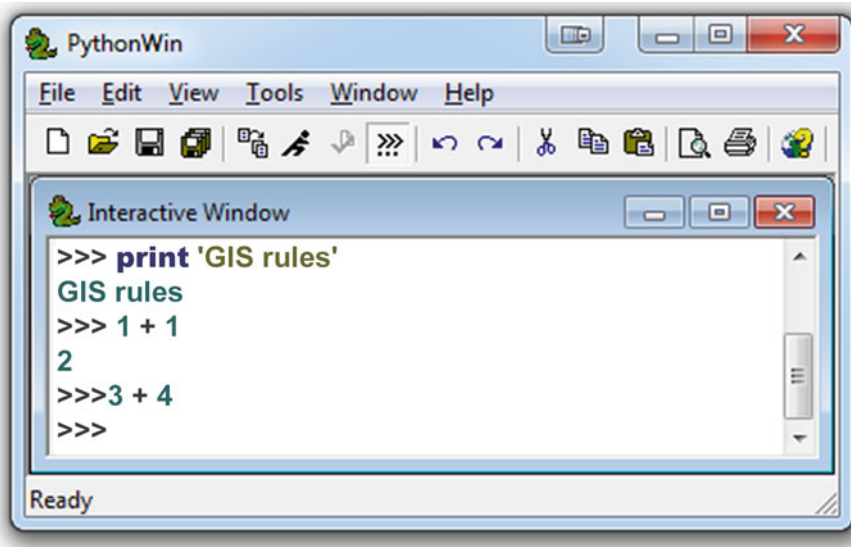 PythonWin
File Edit View Tools Window Help
Interactive Window
>>> print 'GIS rules'
GIS rules
>>> 1 + 1
2
>>>3 + 4
>>>
Ready